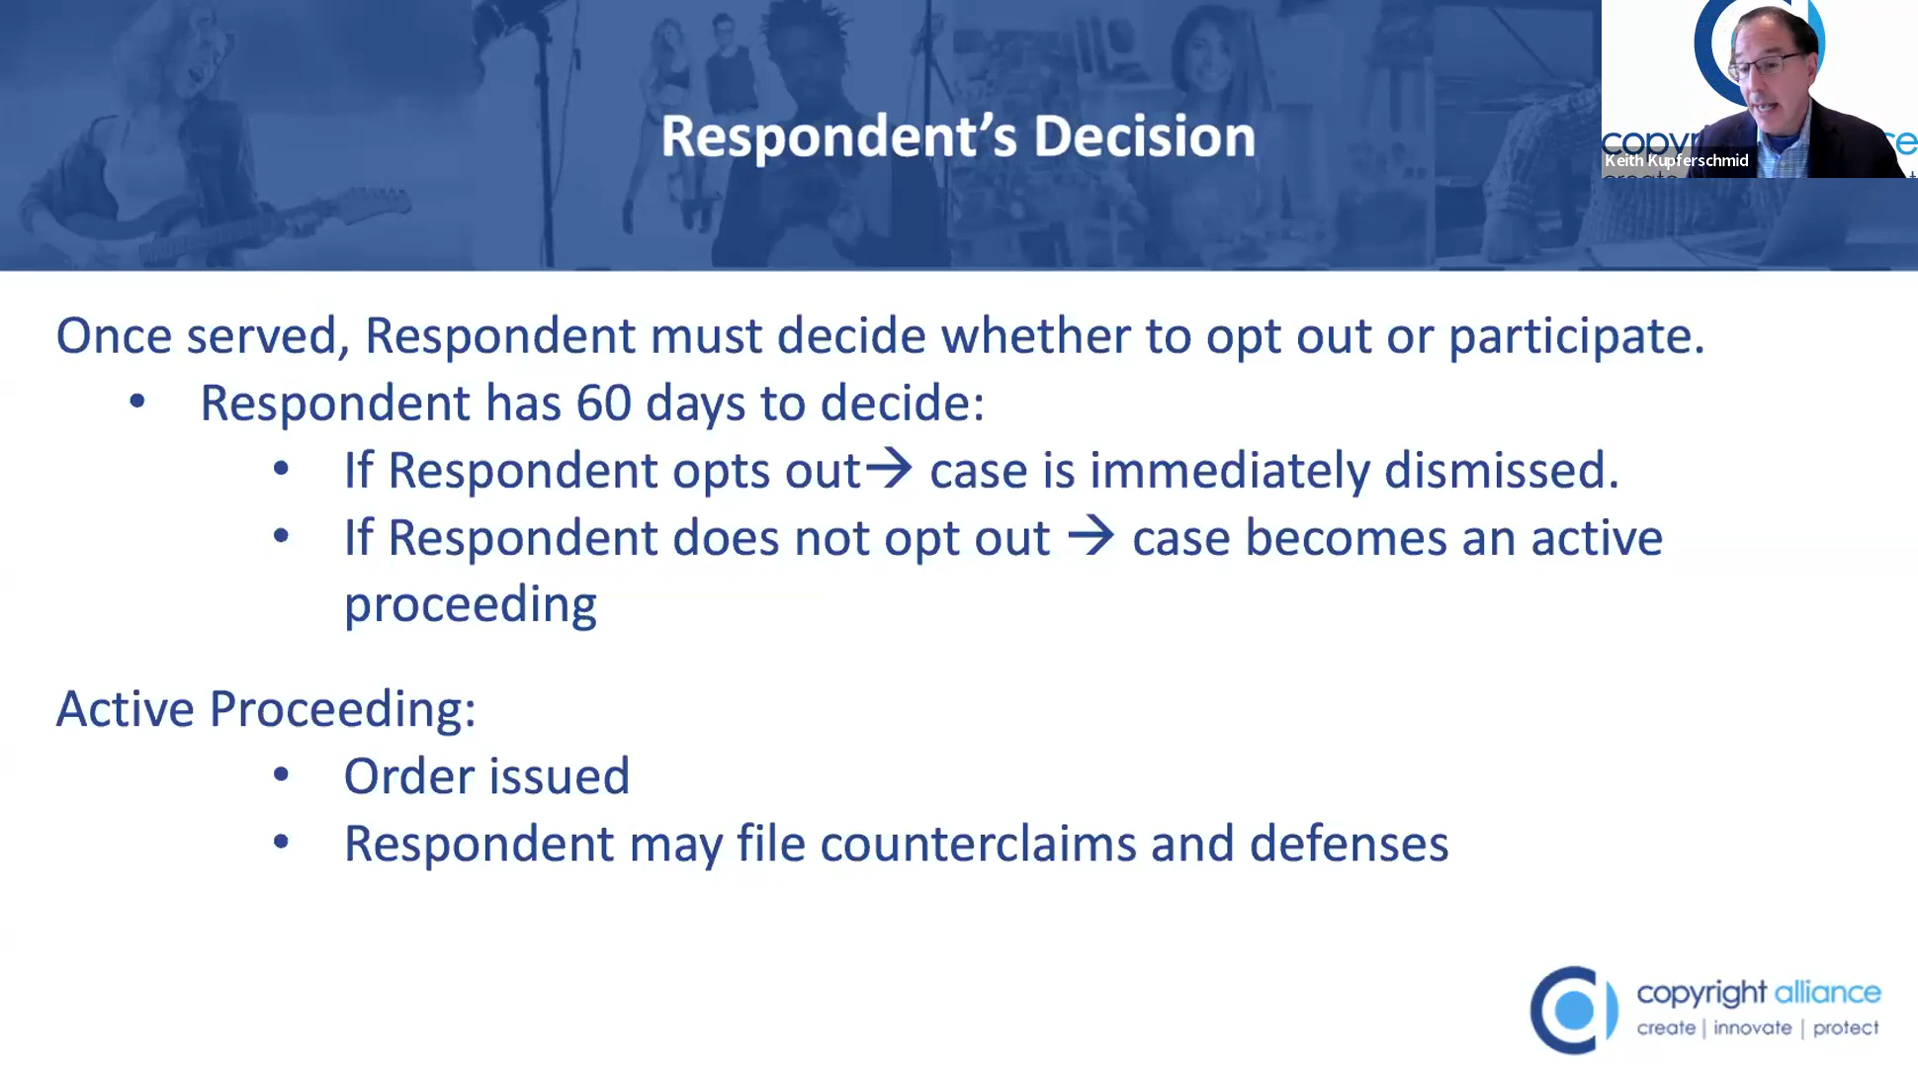 Respondent's Decision
copyr ce
Keith Kupferschmid
Once served, Respondent must decide whether to opt out or participate.
• Respondent has 60 days to decide:
• If Respondent opts out→ case is immediately dismissed.
• If Respondent does not opt out → case becomes an active
proceeding
Active Proceeding:
• Order issued
• Respondent may file counterclaims and defenses
copyright alliance
create | innovate | protect